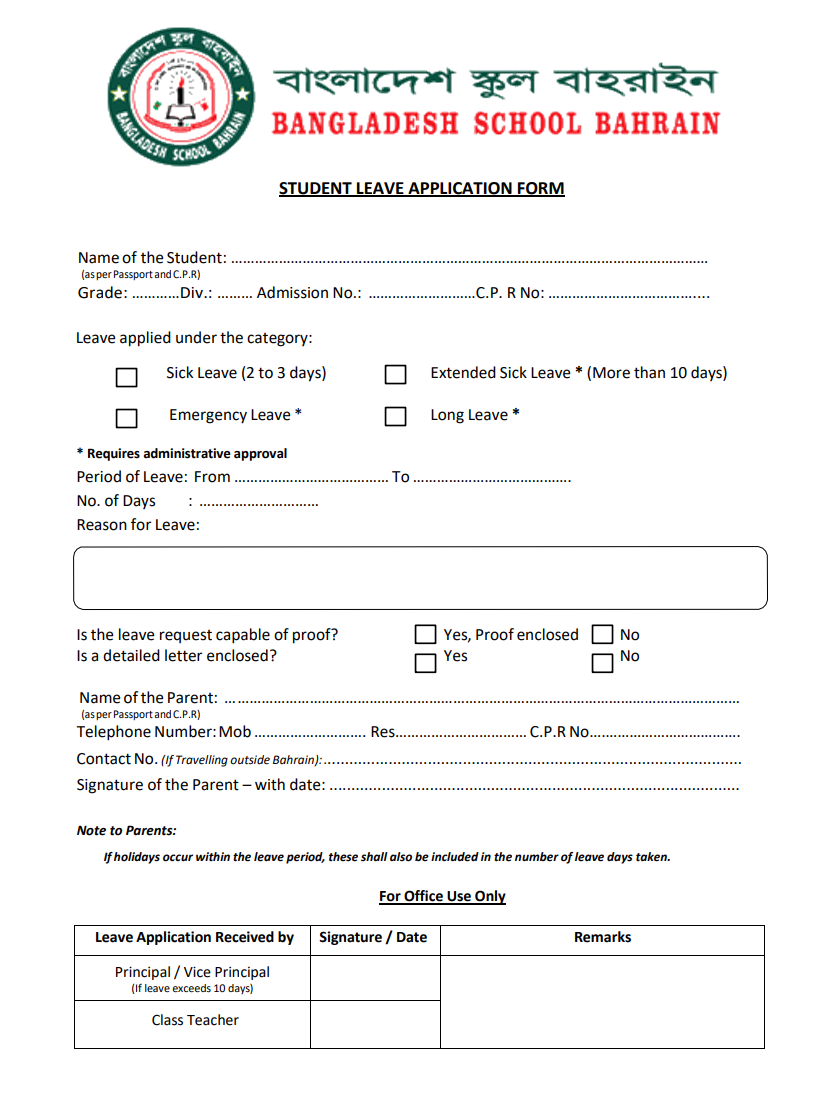 বাংলাদেশ স্কুল বাহরাইন
BANGLADESH SCHOOL BAHRAIN
বাংলাদেশ স্কুল বাহরাইন
BANGLADESH SCHOOL BAHRAIN
STUDENT LEAVE APPLICATION FORM
Name of the Student: ………………………………………………………………………………………………
(as per Passport and C.P.R)
Grade: …………Div.: ……… Admission No.: ………………………C.P. R No: ………………………………....
Leave applied under the category:
Sick Leave (2 to 3 days) Extended Sick Leave * (More than 10 days)
Emergency Leave * Long Leave *
* Requires administrative approval
Period of Leave: From ………………………………… To ………………………………….
No. of Days : …………………………
Reason for Leave:
Is the leave request capable of proof? Yes, Proof enclosed No
Is a detailed letter enclosed? Yes No
Name of the Parent: … …………………………………………………………………………………………………
(as per Passport and C.P.R)
Telephone Number: Mob ………………………. Res…………………………… C.P.R No………………………………..
Contact No. (If Travelling outside Bahrain):...................................................................................................
Signature of the Parent – with date: ..................................................................................................
Note to Parents:
If holidays occur within the leave period, these shall also be included in the number of leave days taken.
For Office Use Only
Leave Application Received by Signature / Date Remarks
Principal / Vice Principal
(If leave exceeds 10 days)
Class Teacher